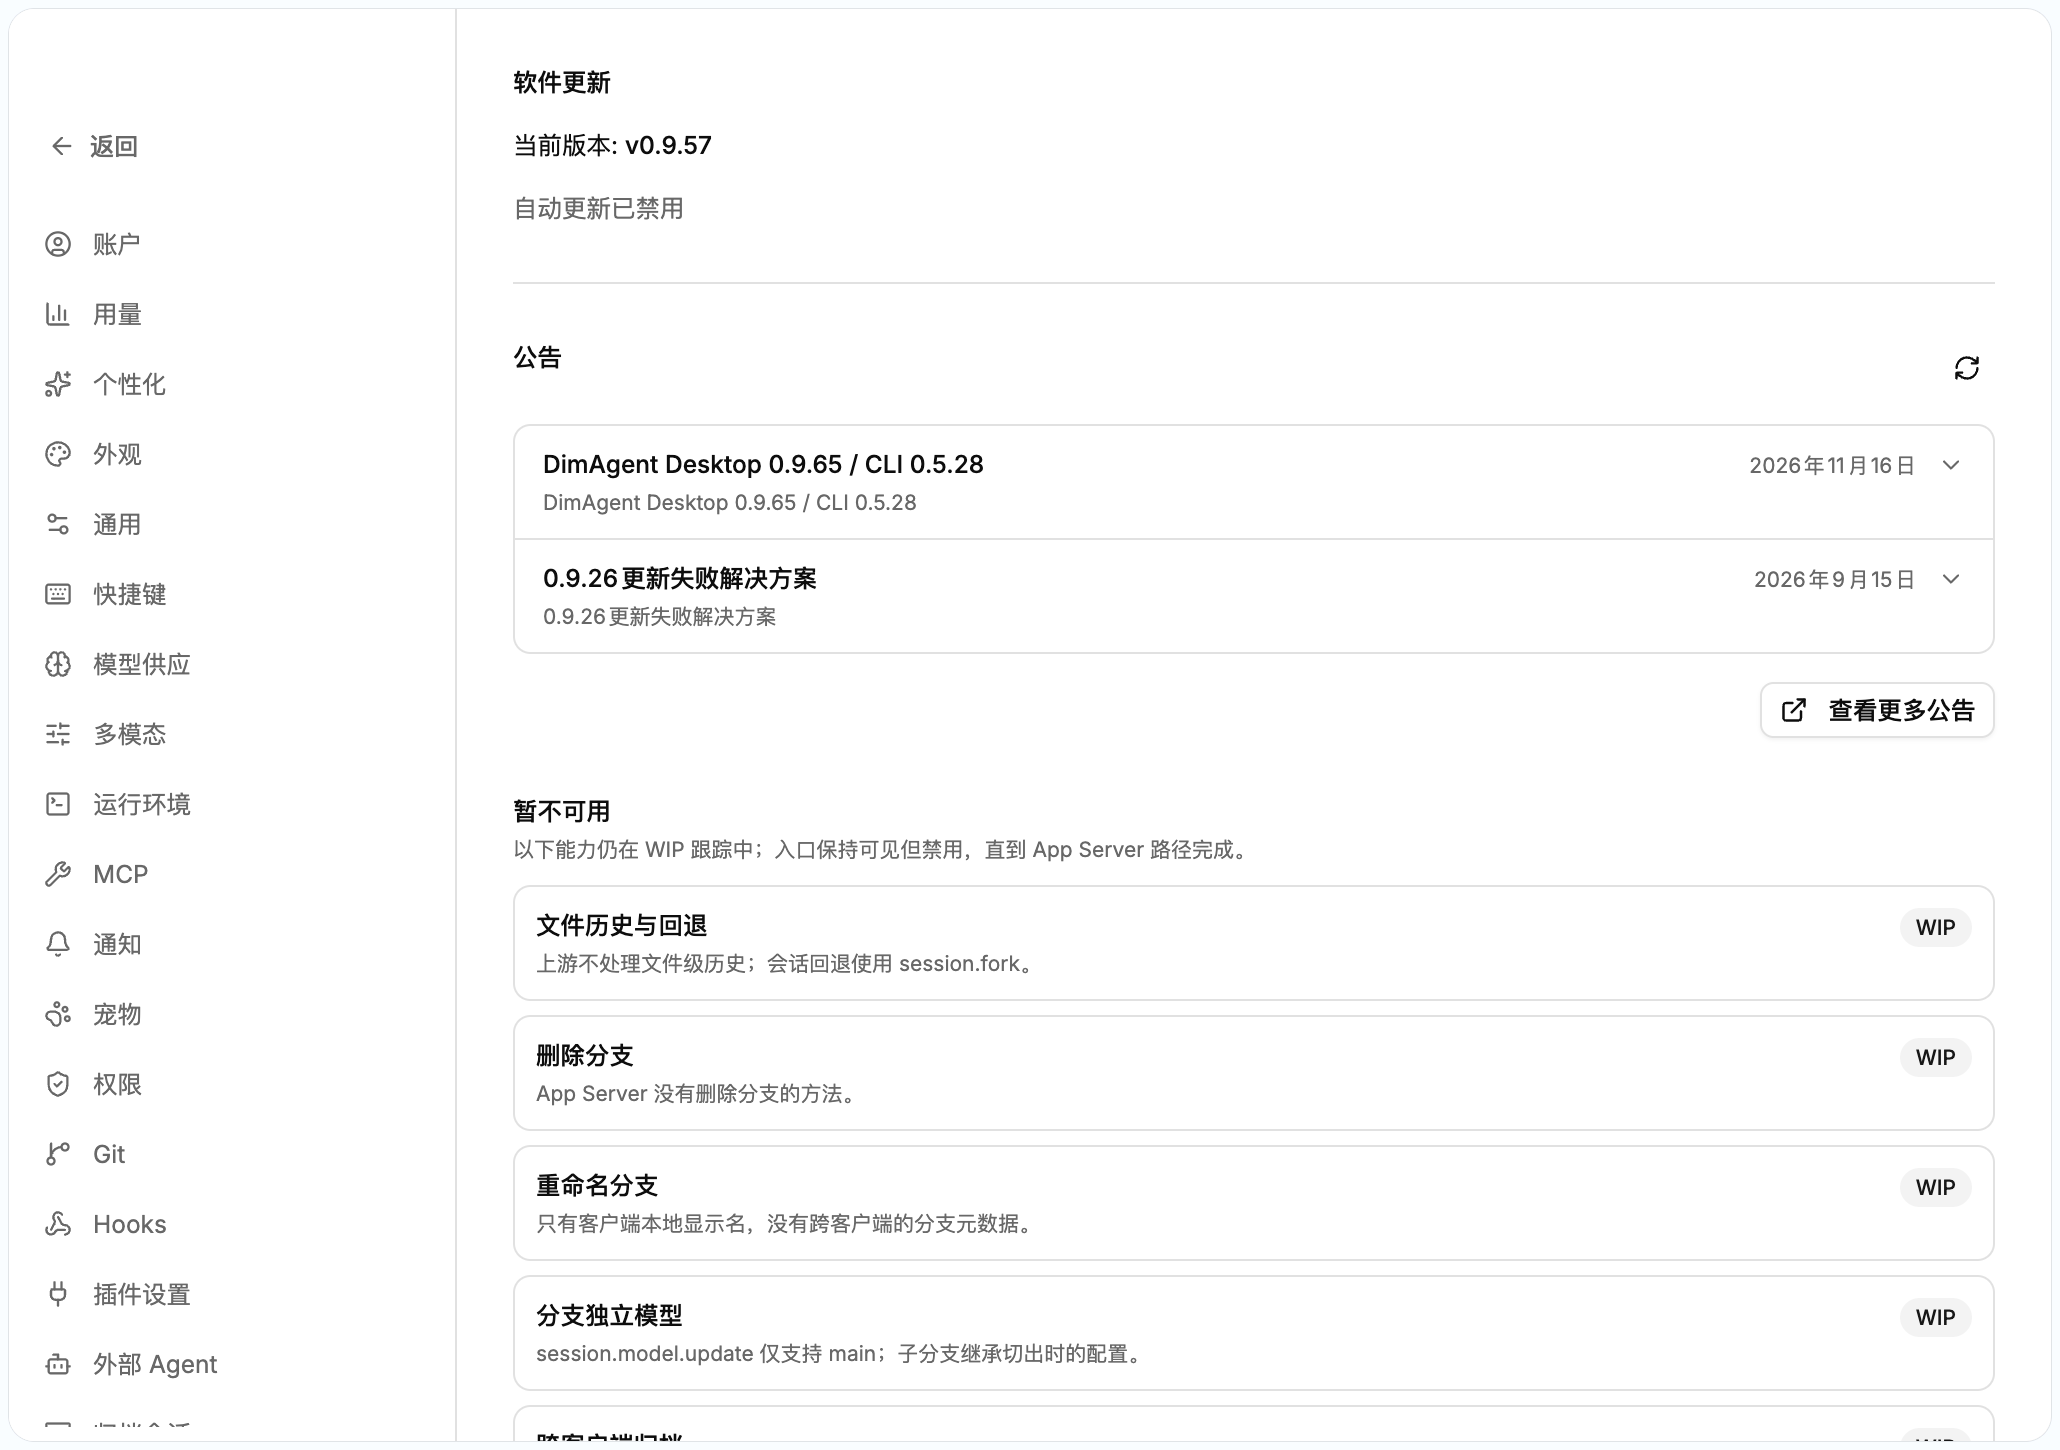 返回
账户
用量
个性化
外观
通用
快捷键
模型供应
多模态
运行环境
MCP
通知
宠物
权限
Git
Hooks
插件设置
外部 Agent
软件更新
当前版本: v0.9.57
自动更新已禁用
公告
DimAgent Desktop 0.9.65 / CLI 0.5.28
2026年11月16日
DimAgent Desktop 0.9.65 / CLI 0.5.28
0.9.26更新失败解决方案
2026年9月15日
0.9.26更新失败解决方案
查看更多公告
暂不可用
以下能力仍在 WIP 跟踪中；入口保持可见但禁用，直到 App Server 路径完成。
文件历史与回退
WIP
上游不处理文件级历史；会话回退使用 session.fork。
删除分支
WIP
App Server 没有删除分支的方法。
重命名分支
WIP
只有客户端本地显示名，没有跨客户端的分支元数据。
分支独立模型
WIP
session.model.update 仅支持 main；子分支继承切出时的配置。